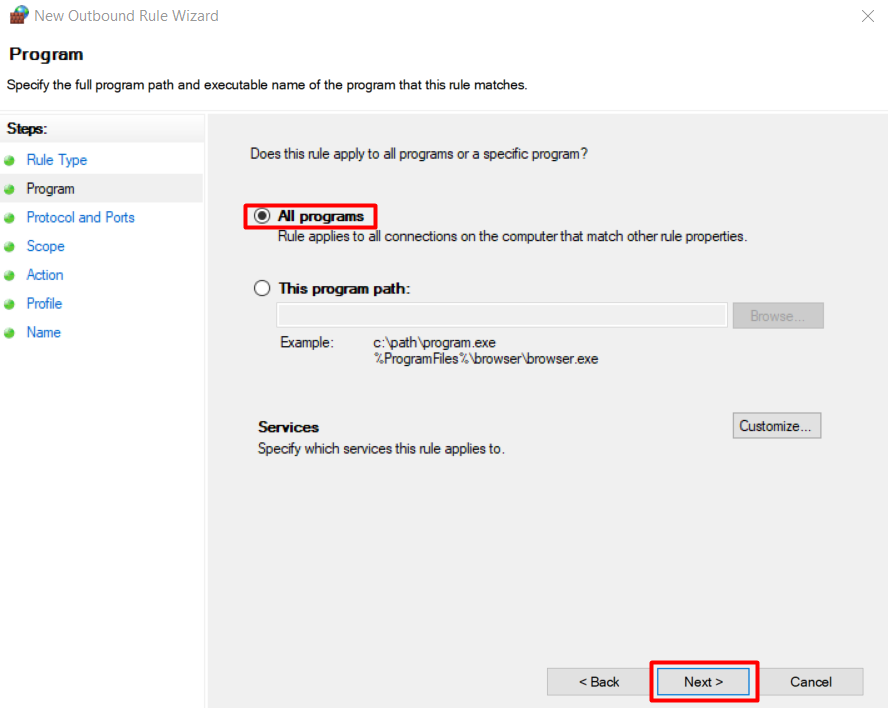 New Outbound Rule Wizard
Program
Specify the full program path and executable name of the program that this rule matches.
Steps:
Rule Type
Program
Protocol and Ports
Scope
Action
Profile
Name
Does this rule apply to all programs or a specific program?
All programs
Rule applies to all connections on the computer that match other rule properties.
This program path:
Browse...
Example: c:\path\program.exe
%ProgramFiles%\browser\browser.exe
Services
Customize...
Specify which services this rule applies to.
< Back Next > Cancel